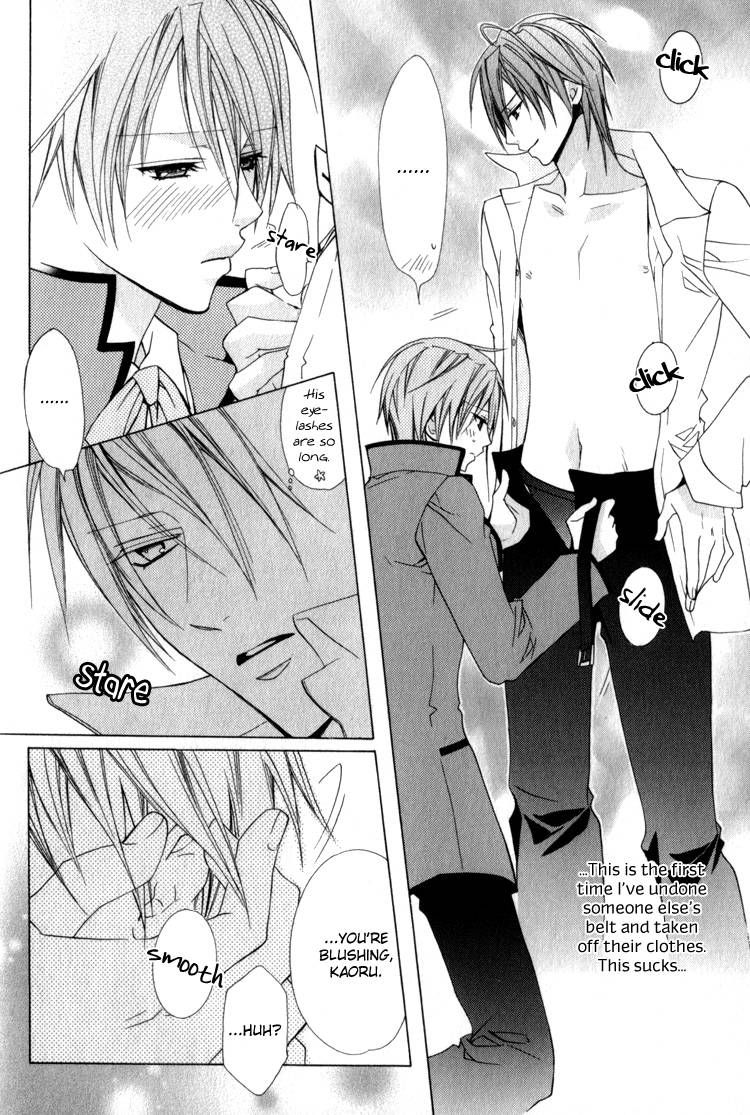 click
......
click
slide
...This is the first
time I've undone
someone else's
belt and taken
off their clothes.
This sucks...
stare
His
eye-
lashes
are so
long.
......
stare
...YOU'RE
BLUSHING,
KAORU.
smooth
...HUH?